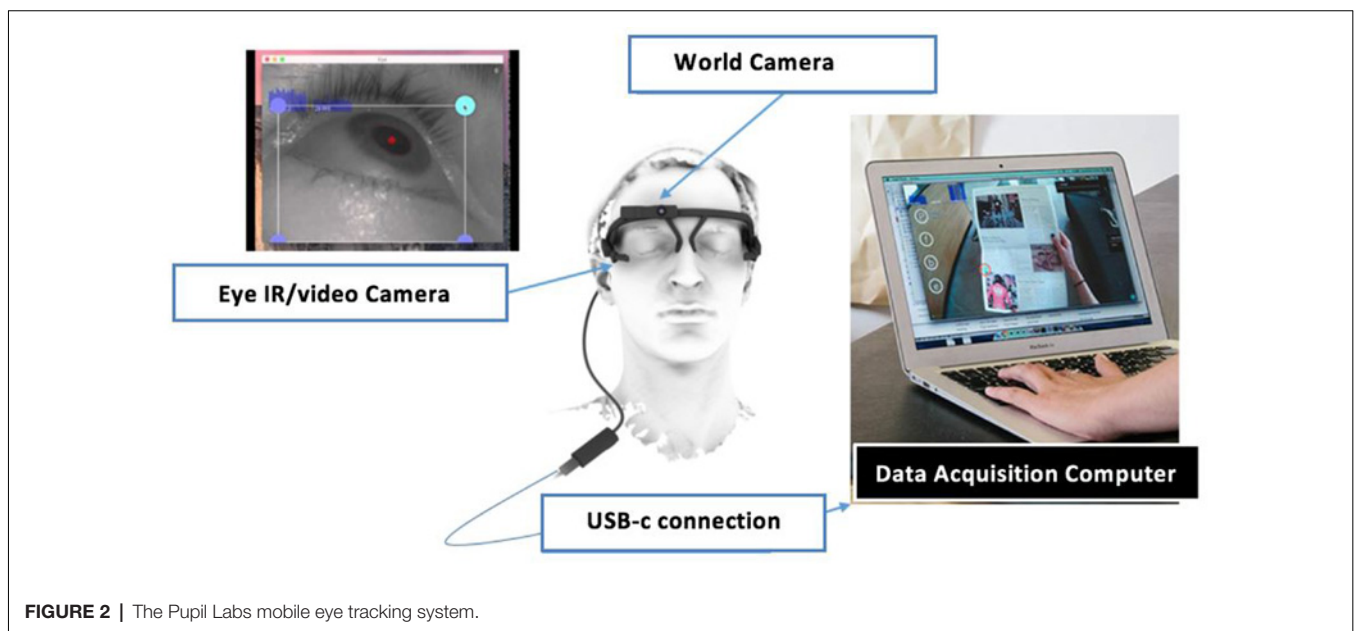 World Camera
Eye IR/video Camera
Data Acquisition Computer
USB-c connection
FIGURE 2 | The Pupil Labs mobile eye tracking system.